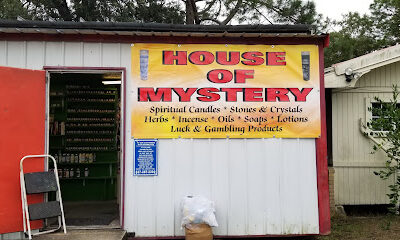 HOUSE
OF
MYSTERY
Spiritual Candles * Stones & Crystals
Herbs * Incense * Oils * Soaps * Lotions
Luck & Gambling Products